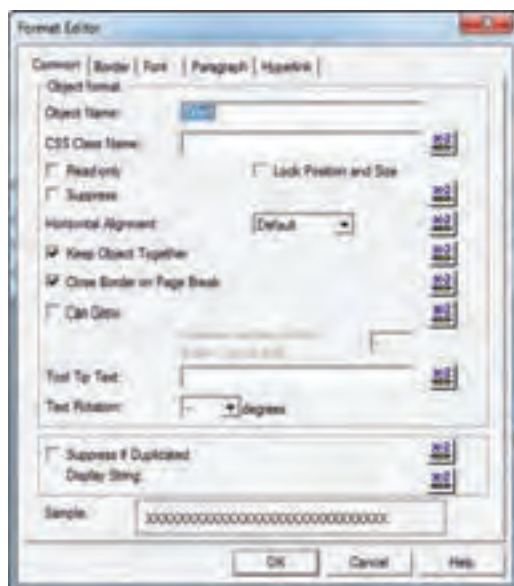 Format Editor
Common Border Font Paragraph Hyperlink
Object format
Object Name:
CSS Class Name:
Read-only Lock Position and Size
Suppress
Horizontal Alignment: Default
Keep Object Together
Close Border on Page Break
Can Grow
Tool Tip Text:
Text Rotation: degrees
Suppress If Duplicated
Display String:
Sample:
OK Cancel Help